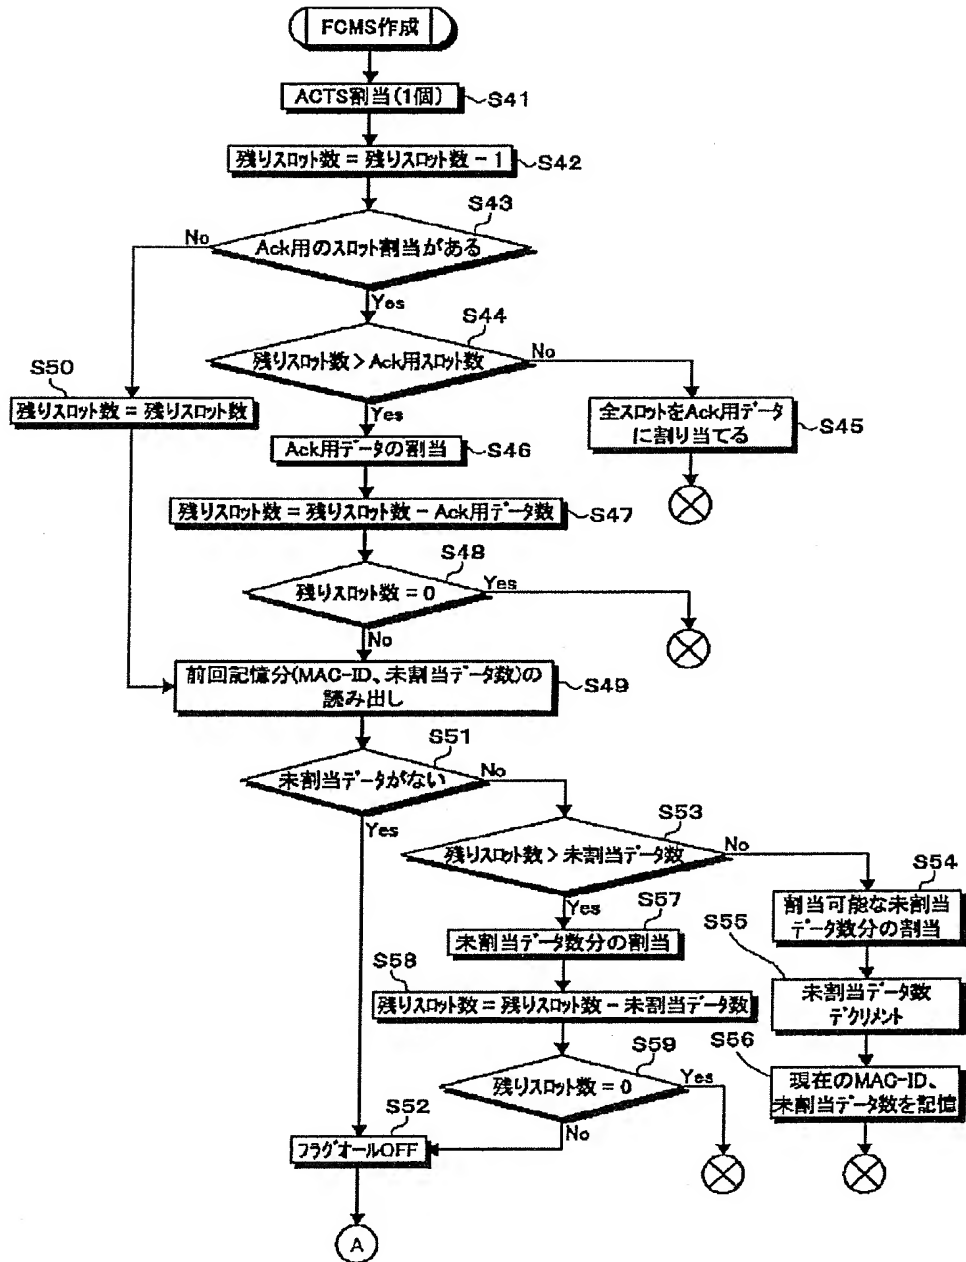 FCMS作成
ACTS割当(1個)
S41
残りスロット数 = 残りスロット数 - 1
S42
S43
Ack用のスロット割当がある
No
Yes
S44
残りスロット数 > Ack用スロット数
No
Yes
S50
残りスロット数 = 残りスロット数
全スロットをAck用データ
に割り当てる
S45
Ack用データの割当
S46
残りスロット数 = 残りスロット数 - Ack用データ数
S47
S48
残りスロット数 = 0
Yes
No
前回記憶分(MAC-ID、未割当データ数)の
読み出し
S49
S51
未割当データがない
No
Yes
S53
残りスロット数 > 未割当データ数
No
Yes
S54
割当可能な未割当
データ数分の割当
S57
未割当データ数分の割当
S55
未割当データ数
デクリメント
S58
残りスロット数 = 残りスロット数 - 未割当データ数
S56
現在のMAC-ID、
未割当データ数を記憶
S59
残りスロット数 = 0
Yes
No
S52
フラグオールOFF
A